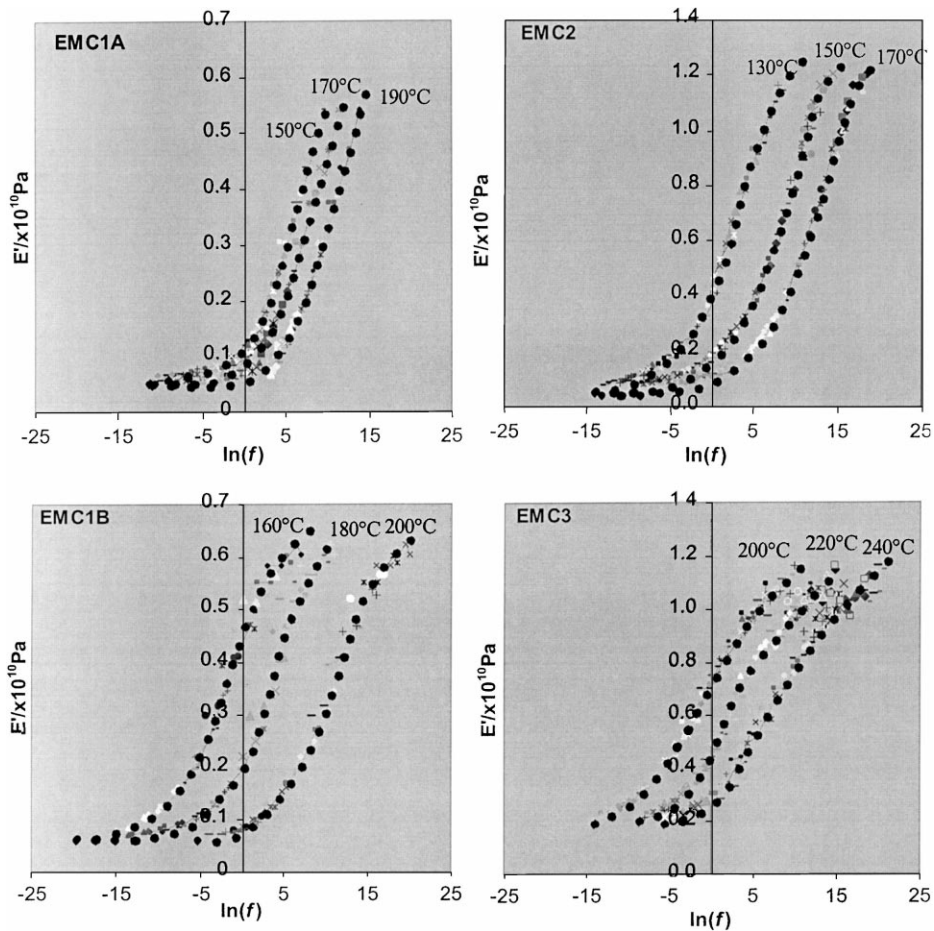 EMC1A
0.7
0.6
0.5
0.4
0.3
0.2
0.1
0
150°C
170°C
190°C
E'/x10¹⁰Pa
-25
-15
-5
5
15
25
ln(f)
EMC2
1.4
1.2
1.0
0.8
0.6
0.4
0.2
0.0
130°C
150°C
170°C
E'/x10¹⁰Pa
-25
-15
-5
5
15
25
ln(f)
EMC1B
0.7
0.6
0.5
0.4
0.3
0.2
0.1
0
160°C
180°C
200°C
E'/x10¹⁰Pa
-25
-15
-5
5
15
25
ln(f)
EMC3
1.4
1.2
1.0
0.8
0.6
0.4
0.2
0.0
200°C
220°C
240°C
E'/x10¹⁰Pa
-25
-15
-5
5
15
25
ln(f)